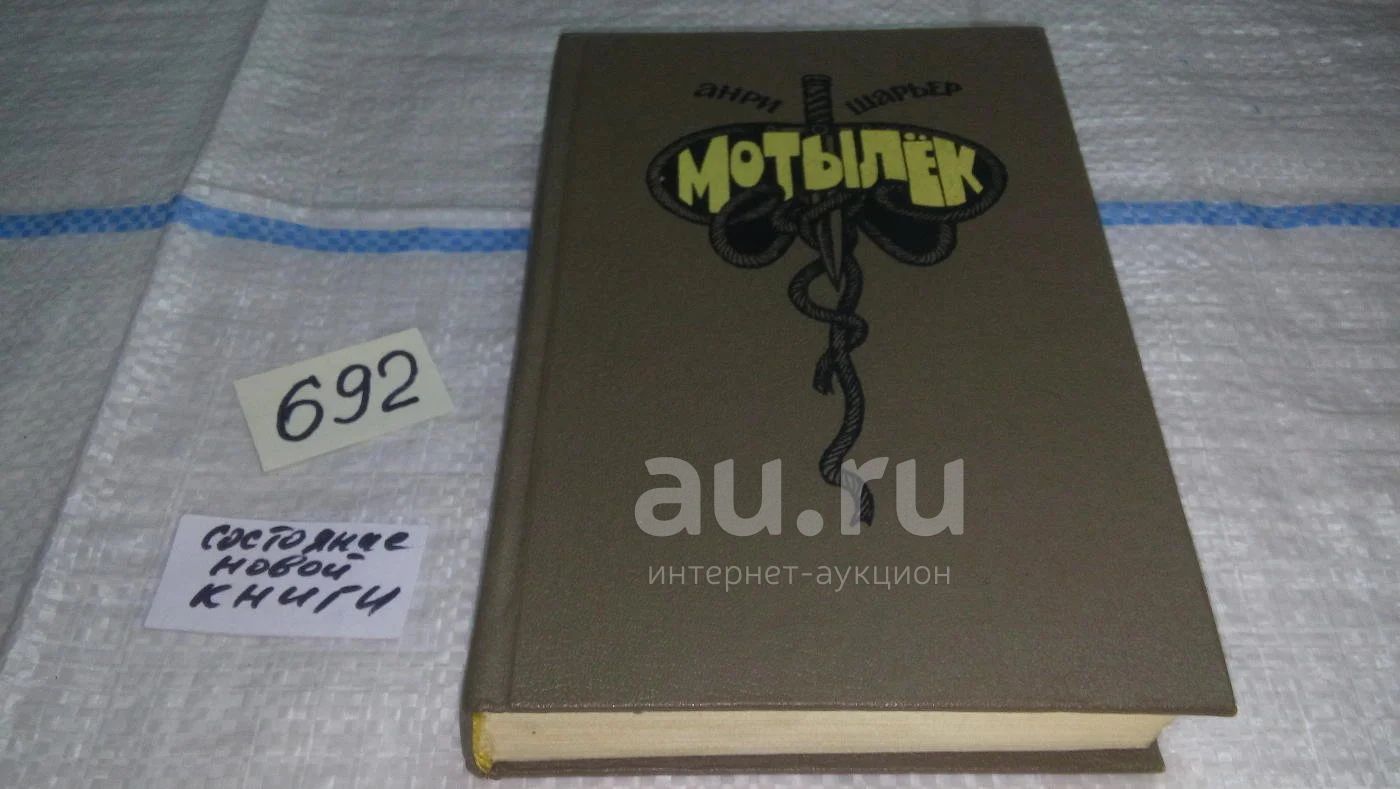 анри шарьер
мотылёк
692
состояние
новой
книги
au.ru
интернет-аукцион